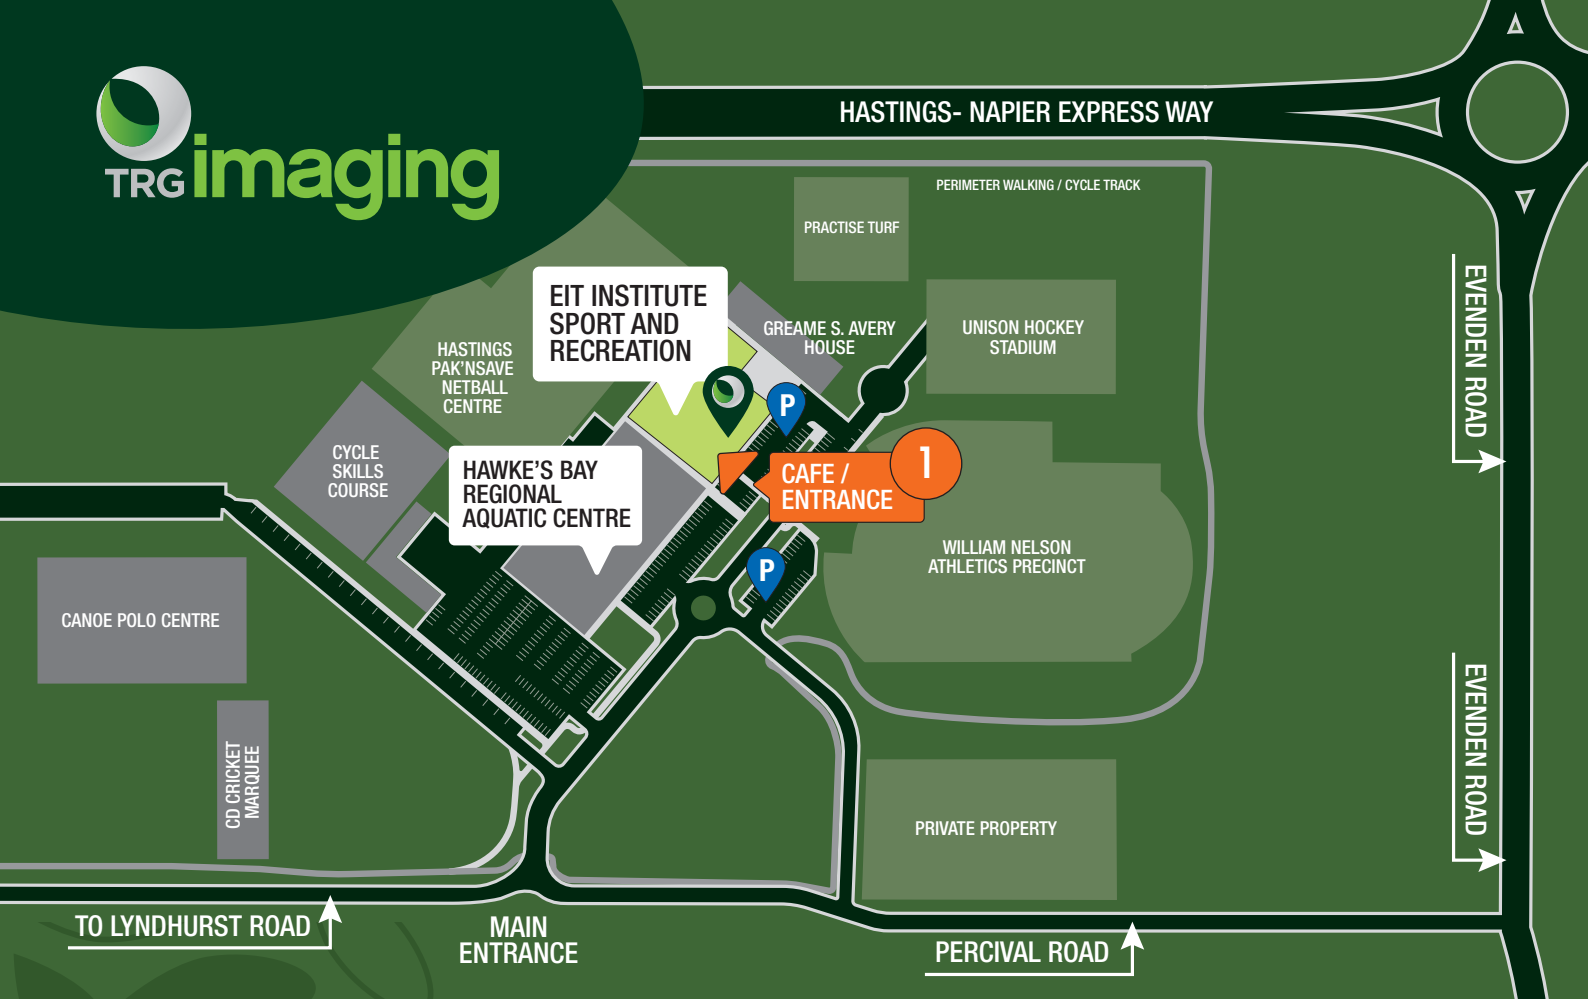 TRG imaging
HASTINGS- NAPIER EXPRESS WAY
PERIMETER WALKING / CYCLE TRACK
PRACTISE TURF
EIT INSTITUTE
SPORT AND
RECREATION
GREAME S. AVERY
HOUSE
UNISON HOCKEY
STADIUM
EVENDEN ROAD
HASTINGS
PAK'NSAVE
NETBALL
CENTRE
P
CYCLE
SKILLS
COURSE
HAWKE'S BAY
REGIONAL
AQUATIC CENTRE
CAFE /
ENTRANCE
1
WILLIAM NELSON
ATHLETICS PRECINCT
P
CANOE POLO CENTRE
CD CRICKET
MARQUEE
PRIVATE PROPERTY
EVENDEN ROAD
TO LYNDHURST ROAD
MAIN
ENTRANCE
PERCIVAL ROAD